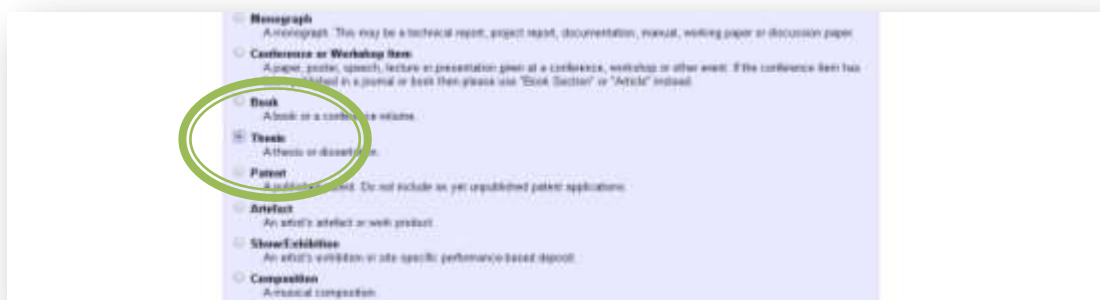 Monograph
A monograph. This may be a technical report, project report, documentation, manual, working paper or discussion paper.
Conference or Workshop Item
A paper, poster, speech, lecture or presentation given at a conference, workshop or other event. If the conference item has
published in a journal or book then please use "Book Section" or "Article" instead.
Book
A book or a conference volume.
Thesis
A thesis or dissertation.
Patent
A published patent. Do not include as yet unpublished patent applications.
Artefact
An artist's artefact or work product.
Show/Exhibition
An artist's exhibition or site specific performance-based deposit.
Composition
A musical composition.